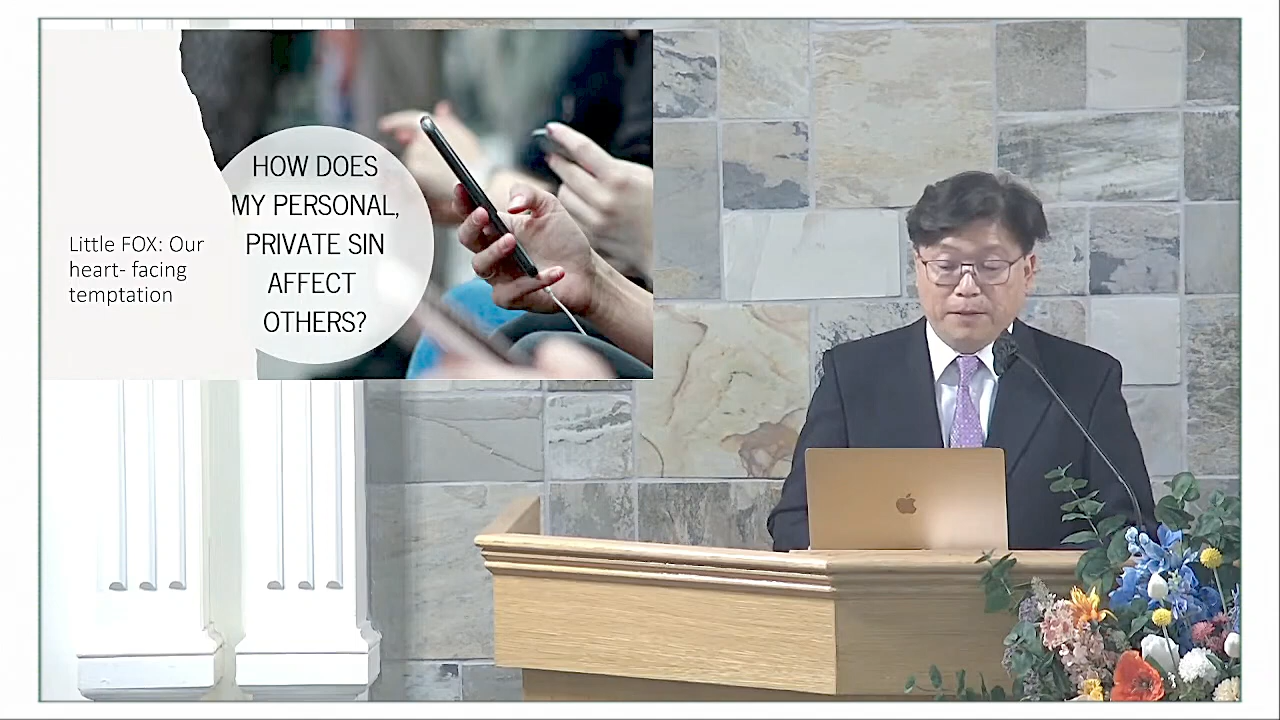 Little FOX: Our
heart- facing
temptation
HOW DOES
MY PERSONAL,
PRIVATE SIN
AFFECT
OTHERS?